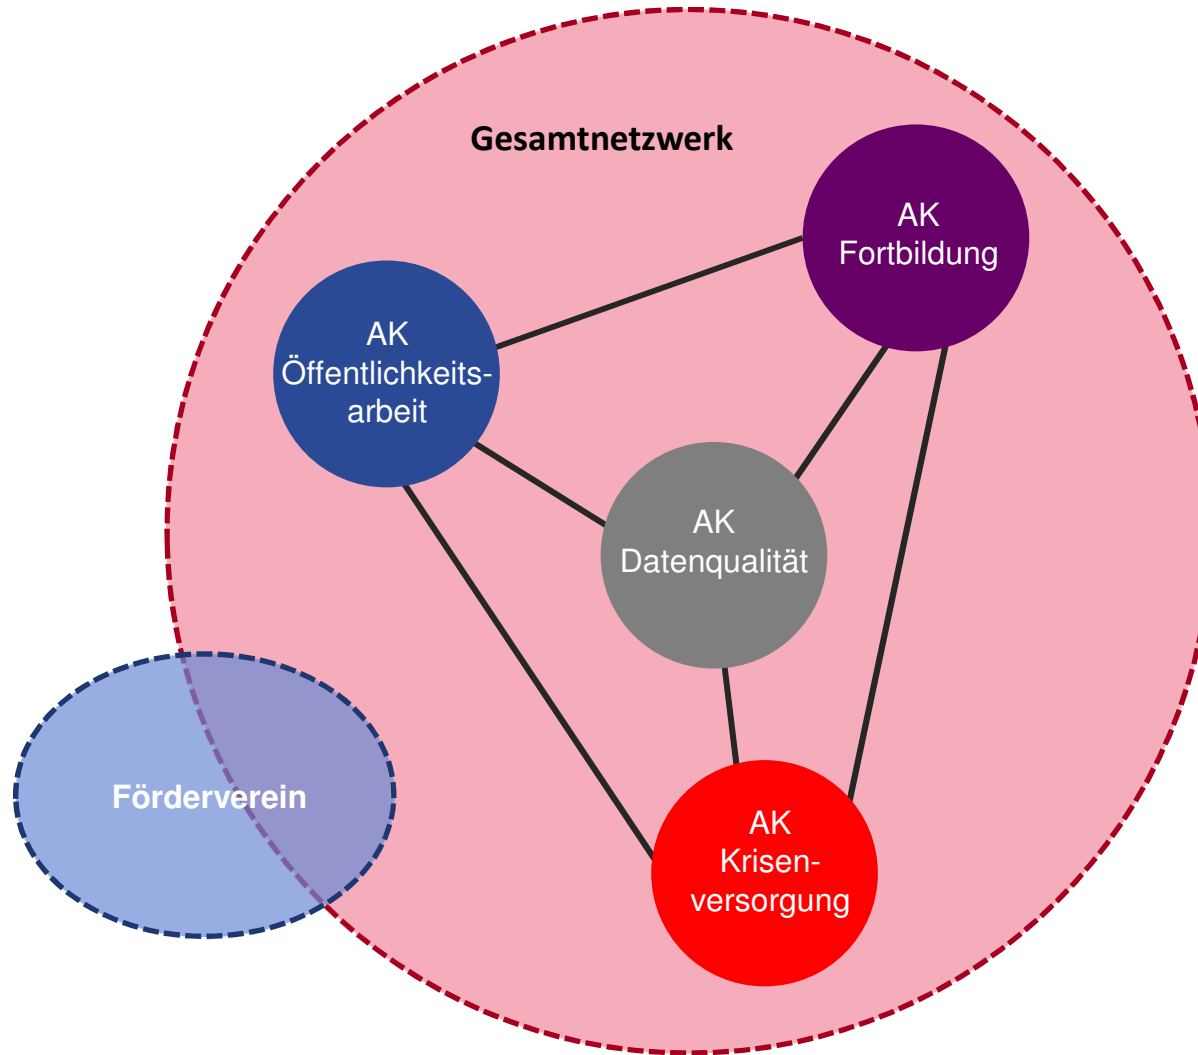 Gesamtnetzwerk
AK
Fortbildung
AK
Öffentlichkeits-
arbeit
AK
Datenqualität
Förderverein
AK
Krisen-
versorgung